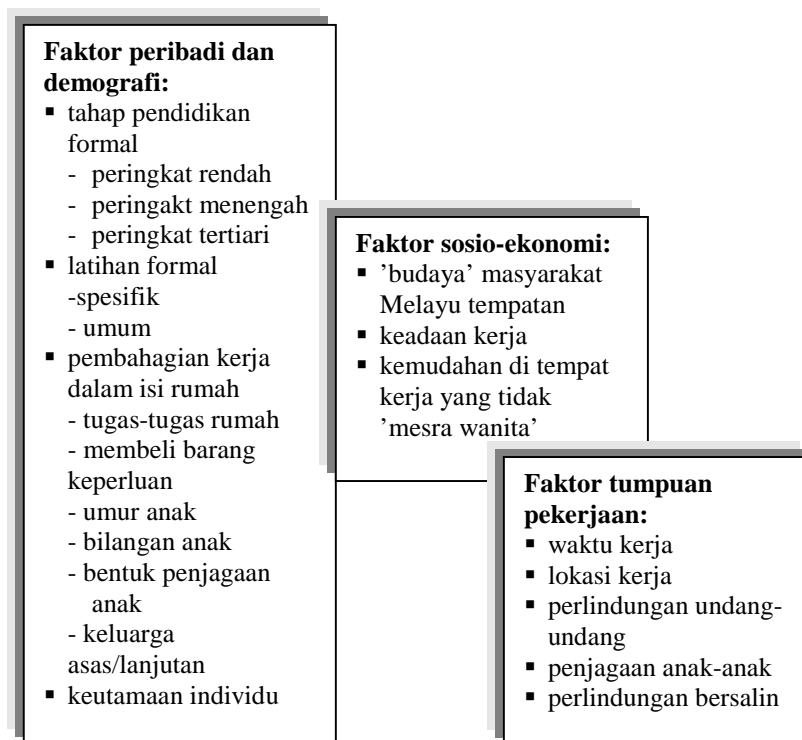 Faktor peribadi dan
demografi:
▪ tahap pendidikan
formal
- peringkat rendah
- peringakt menengah
- peringkat tertiari
▪ latihan formal
-spesifik
- umum
▪ pembahagian kerja
dalam isi rumah
- tugas-tugas rumah
- membeli barang
keperluan
- umur anak
- bilangan anak
- bentuk penjagaan
anak
- keluarga
asas/lanjutan
▪ keutamaan individu
Faktor sosio-ekonomi:
▪ ’budaya’ masyarakat
Melayu tempatan
▪ keadaan kerja
▪ kemudahan di tempat
kerja yang tidak
’mesra wanita’
Faktor tumpuan
pekerjaan:
▪ waktu kerja
▪ lokasi kerja
▪ perlindungan undang-
undang
▪ penjagaan anak-anak
▪ perlindungan bersalin